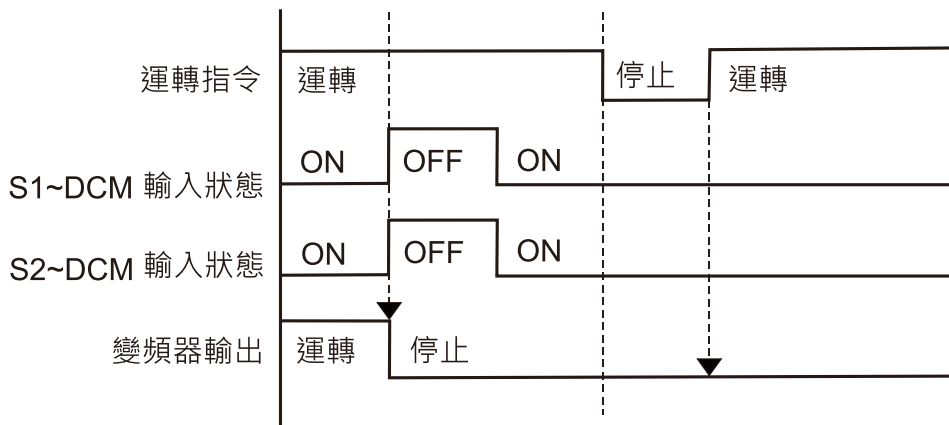 運轉指令 運轉 停止 運轉
S1~DCM 輸入狀態 ON OFF ON
S2~DCM 輸入狀態 ON OFF ON
變頻器輸出 運轉 停止